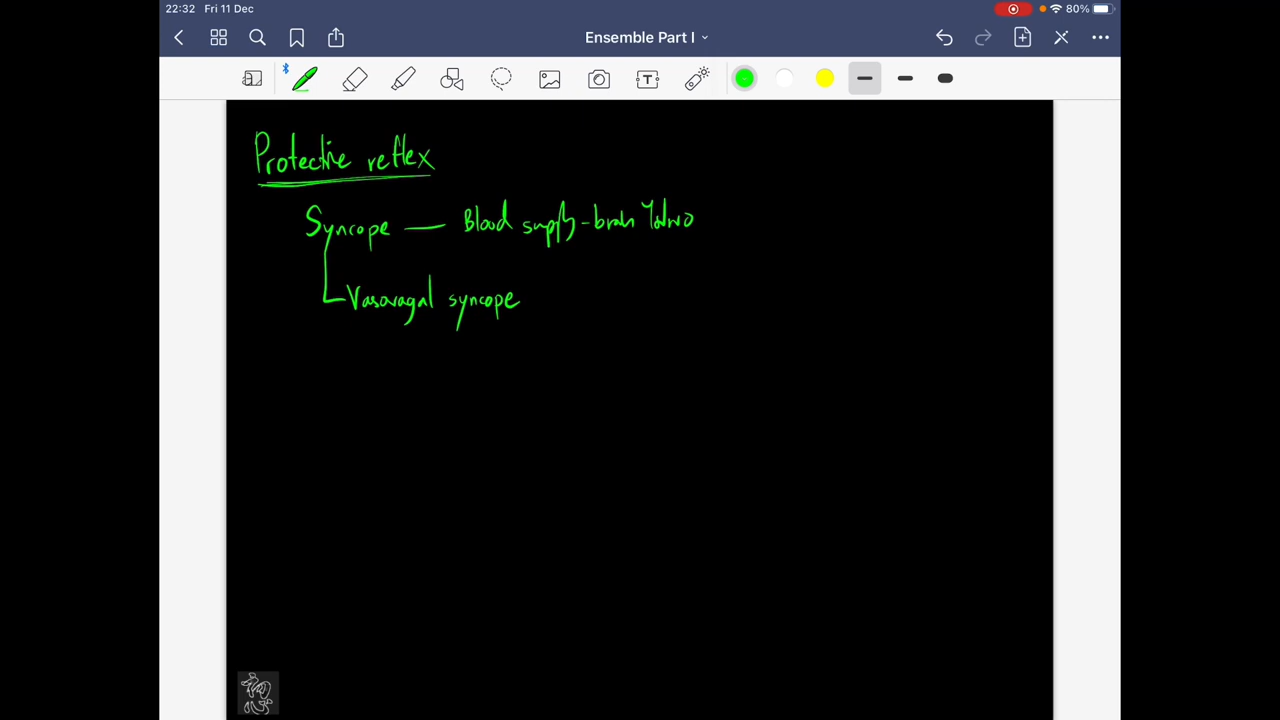 22:32 Fri 11 Dec 80%
Ensemble Part I
T
Protective reflex
Syncope — Blood supply - brain
Vasovagal syncope